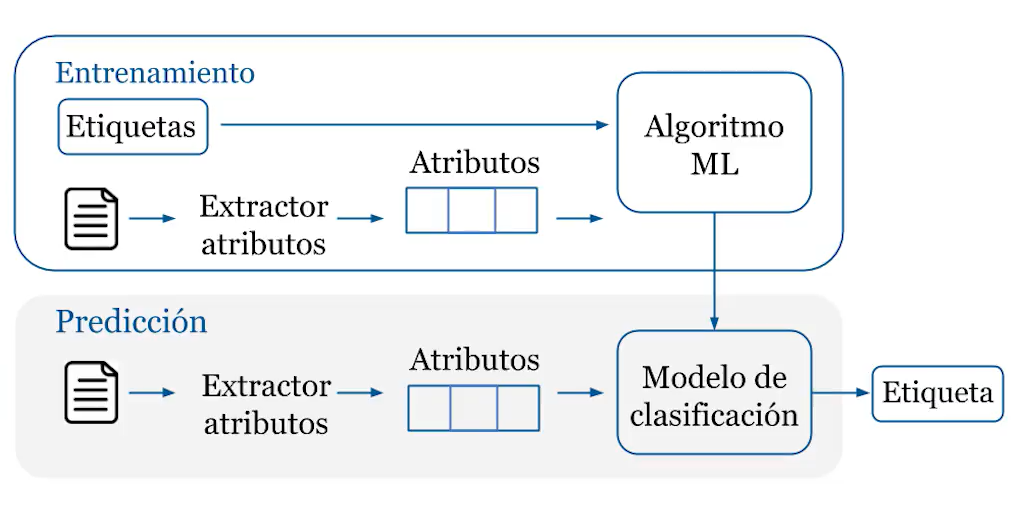 Entrenamiento
Etiquetas
Algoritmo
ML
Atributos
Extractor
atributos
Predicción
Atributos
Extractor
atributos
Modelo de
clasificación
Etiqueta